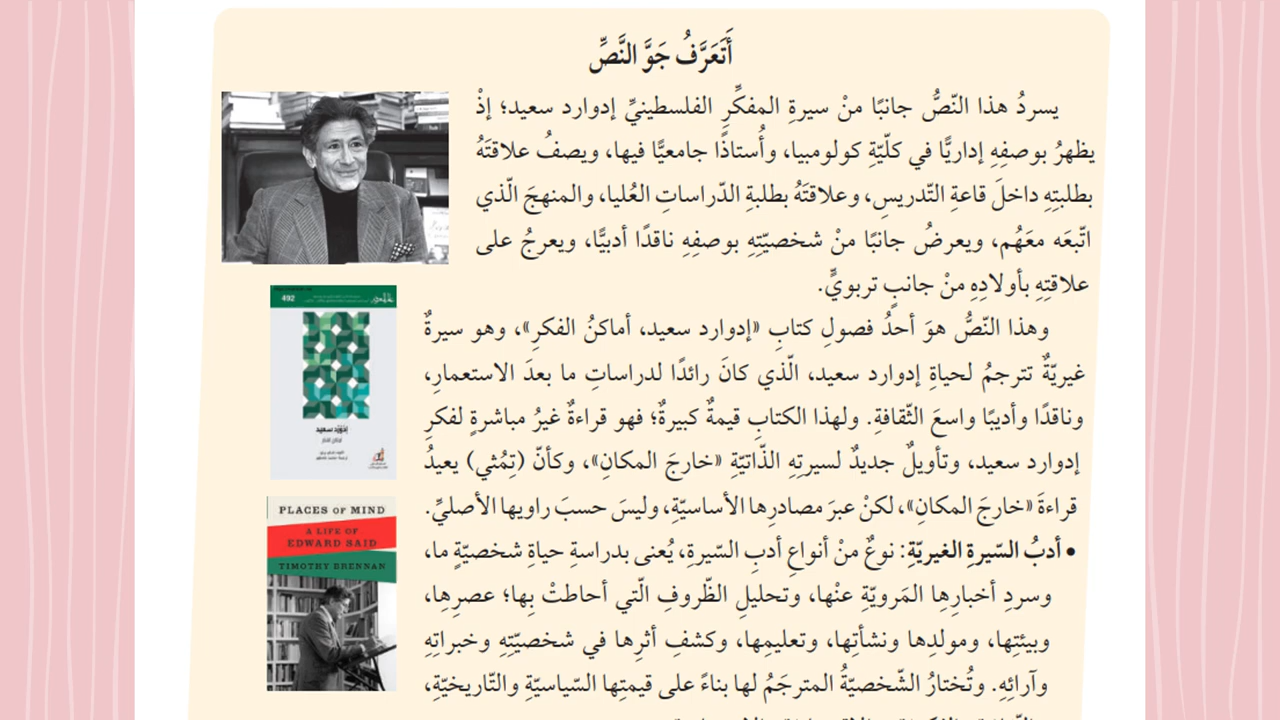 أَتَعَرَّفُ جَوَّ النَّصِّ
يسردُ هذا النّصُّ جانبًا منْ سيرةِ المفكِّرِ الفلسطينيِّ إدوارد سعيد؛ إذْ
يظهرُ بوصفِهِ إداريًّا في كلّيّةِ كولومبيا، وأُستاذًا جامعيًّا فيها، ويصفُ علاقتَهُ
بطلبتِهِ داخلَ قاعةِ التّدريسِ، وعلاقتَهُ بطلبةِ الدّراساتِ العُليا، والمنهجَ الّذي
اتّبعَه معَهُم، ويعرضُ جانبًا منْ شخصيّتِهِ بوصفِهِ ناقدًا أدبيًّا، ويعرجُ على
علاقتِهِ بأولادِهِ منْ جانبٍ تربويٍّ.
وهذا النّصُّ هوَ أحدُ فصولِ كتابِ «إدوارد سعيد، أماكنُ الفكرِ»، وهو سيرةٌ
غيريّةٌ تترجمُ لحياةِ إدوارد سعيد، الّذي كانَ رائدًا لدراساتِ ما بعدَ الاستعمارِ،
وناقدًا وأديبًا واسعَ الثّقافةِ. ولهذا الكتابِ قيمةٌ كبيرةٌ؛ فهو قراءةٌ غيرُ مباشرةٍ لفكرِ
إدوارد سعيد، وتأويلٌ جديدٌ لسيرتِهِ الذّاتيّةِ «خارجَ المكانِ»، وكأنّ (تِمُثي) يعيدُ
قراءةَ «خارجَ المكانِ»، لكنْ عبرَ مصادرِها الأساسيّةِ، وليسَ حسبَ راويها الأصليِّ.
• أدبُ السّيرةِ الغيريّةِ: نوعٌ منْ أنواعِ أدبِ السّيرةِ، يُعنى بدراسةِ حياةِ شخصيّةٍ ما،
وسردِ أخبارِها المَرويّةِ عنْها، وتحليلِ الظّروفِ الّتي أحاطتْ بِها؛ عصرِها،
وبيئتِها، ومولدِها ونشأتِها، وتعليمِها، وكشفِ أثرِها في شخصيّتِهِ وخبراتِهِ
وآرائِهِ. وتُختارُ الشّخصيّةُ المترجَمُ لها بناءً على قيمتِها السّياسيّةِ والتّاريخيّةِ،
492
إدوارد سعيد
أماكن الفكر
PLACES OF MIND
A LIFE OF
EDWARD SAID
TIMOTHY BRENNAN